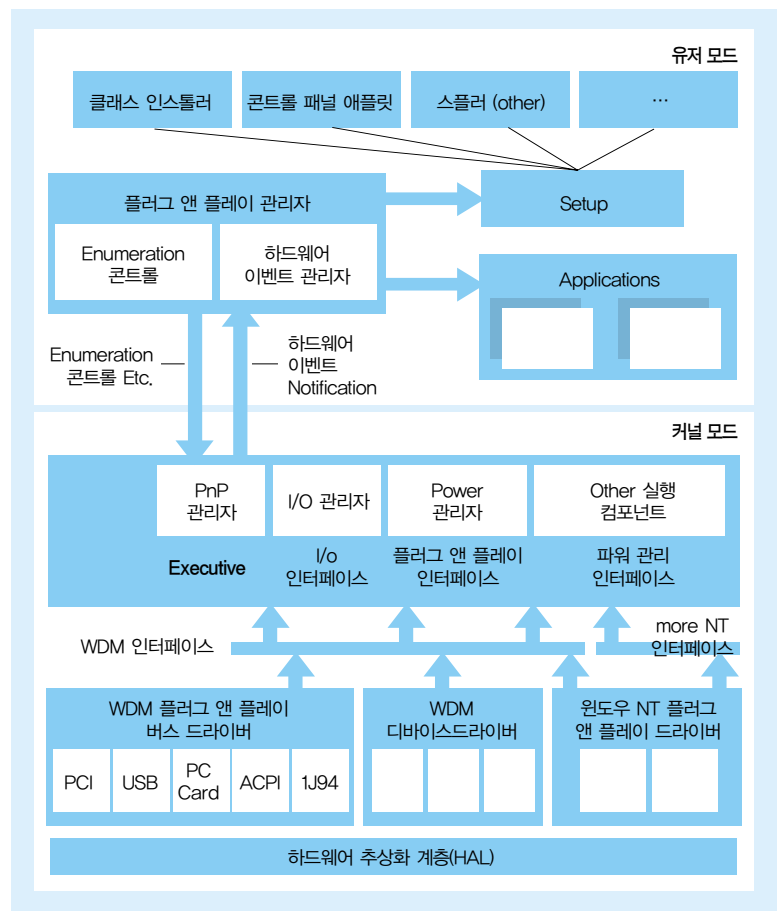 유저 모드
클래스 인스톨러
콘트롤 패널 애플릿
스플러 (other)
…
플러그 앤 플레이 관리자
Setup
Enumeration
콘트롤
하드웨어
이벤트 관리자
Applications
Enumeration
콘트롤 Etc.
하드웨어
이벤트
Notification
커널 모드
PnP
관리자
I/O 관리자
Power
관리자
Other 실행
컴포넌트
Executive
I/o
인터페이스
플러그 앤 플레이
인터페이스
파워 관리
인터페이스
WDM 인터페이스
more NT
인터페이스
WDM 플러그 앤 플레이
버스 드라이버
WDM
디바이스드라이버
윈도우 NT 플러그
앤 플레이 드라이버
PCI
USB
PC
Card
ACPI
1J94
하드웨어 추상화 계층(HAL)